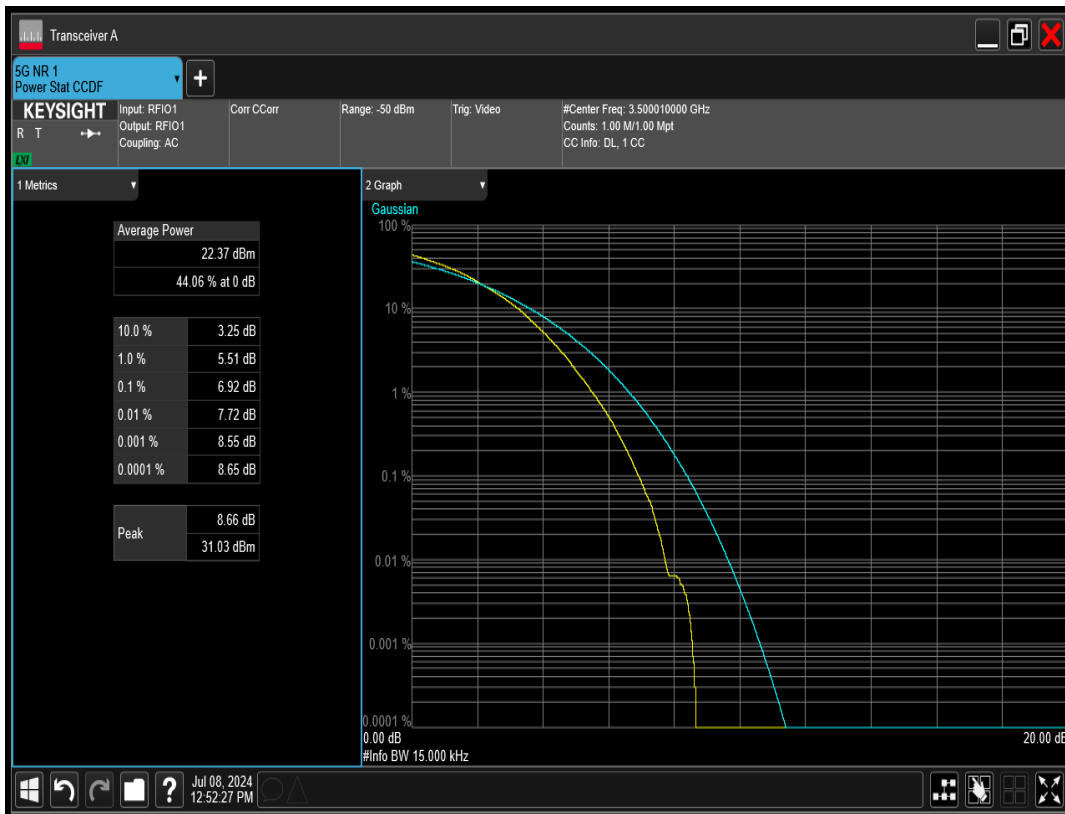 Transceiver A
5G NR 1
Power Stat CCDF
+
KEYSIGHT
R T
LXI
Input: RFIO1
Output: RFIO1
Coupling: AC
Corr CCorr
Range: -50 dBm
Trig: Video
#Center Freq: 3.500010000 GHz
Counts: 1.00 M/1.00 Mpt
CC Info: DL, 1 CC
1 Metrics
Average Power
22.37 dBm
44.06 % at 0 dB
10.0 % 3.25 dB
1.0 % 5.51 dB
0.1 % 6.92 dB
0.01 % 7.72 dB
0.001 % 8.55 dB
0.0001 % 8.65 dB
Peak 8.66 dB
31.03 dBm
2 Graph
Gaussian
100 %
10 %
1 %
0.1 %
0.01 %
0.001 %
0.0001 %
0.00 dB 20.00 dB
#Info BW 15.000 kHz
?
Jul 08, 2024
12:52:27 PM